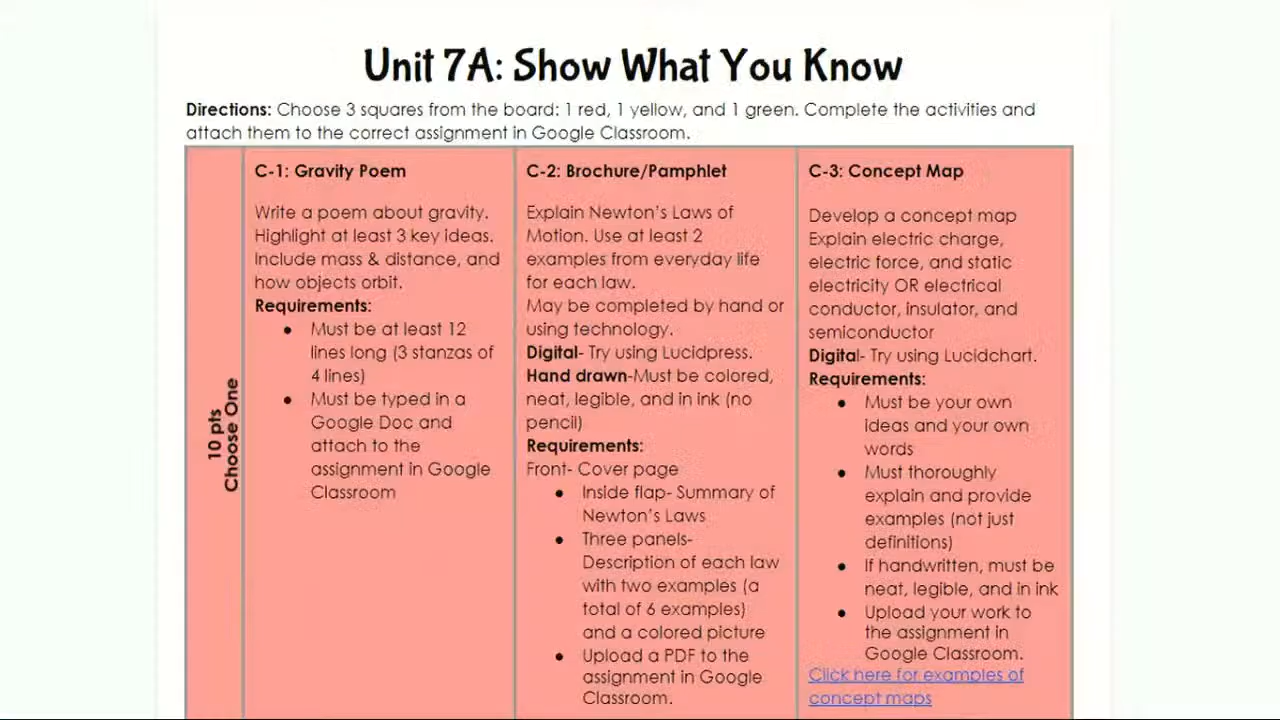 Unit 7A: Show What You Know
Directions: Choose 3 squares from the board: 1 red, 1 yellow, and 1 green. Complete the activities and
attach them to the correct assignment in Google Classroom.
10 pts
Choose One
C-1: Gravity Poem
Write a poem about gravity.
Highlight at least 3 key ideas.
Include mass & distance, and
how objects orbit.
Requirements:
● Must be at least 12
lines long (3 stanzas of
4 lines)
● Must be typed in a
Google Doc and
attach to the
assignment in Google
Classroom
C-2: Brochure/Pamphlet
Explain Newton's Laws of
Motion. Use at least 2
examples from everyday life
for each law.
May be completed by hand or
using technology.
Digital- Try using Lucidpress.
Hand drawn-Must be colored,
neat, legible, and in ink (no
pencil)
Requirements:
Front- Cover page
● Inside flap- Summary of
Newton's Laws
● Three panels-
Description of each law
with two examples (a
total of 6 examples)
and a colored picture
● Upload a PDF to the
assignment in Google
Classroom.
C-3: Concept Map
Develop a concept map
Explain electric charge,
electric force, and static
electricity OR electrical
conductor, insulator, and
semiconductor
Digital- Try using Lucidchart.
Requirements:
● Must be your own
ideas and your own
words
● Must thoroughly
explain and provide
examples (not just
definitions)
● If handwritten, must be
neat, legible, and in ink
● Upload your work to
the assignment in
Google Classroom.
Click here for examples of
concept maps